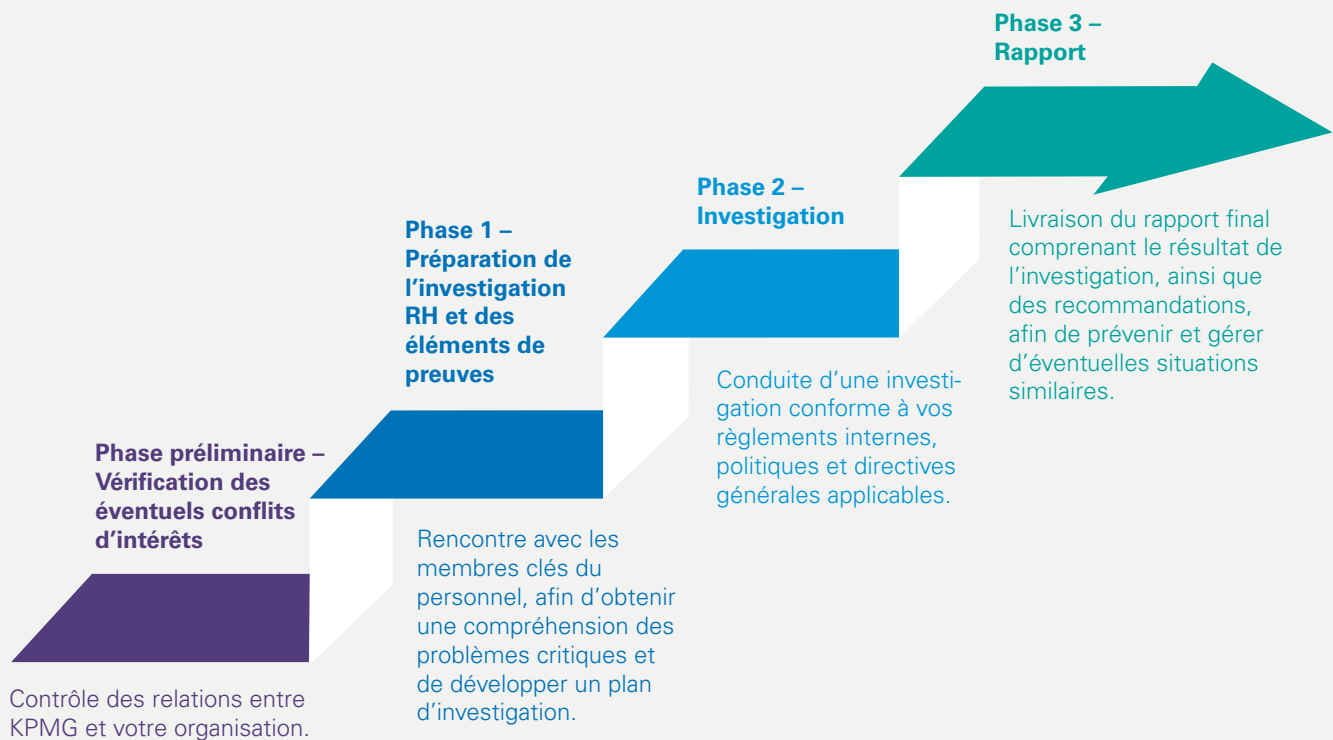 Phase préliminaire –
Vérification des
éventuels conflits
d’intérêts
Contrôle des relations entre
KPMG et votre organisation.
Phase 1 –
Préparation de
l’investigation
RH et des
éléments de
preuves
Rencontre avec les
membres clés du
personnel, afin d’obtenir
une compréhension des
problèmes critiques et
de développer un plan
d’investigation.
Phase 2 –
Investigation
Conduite d’une investi-
gation conforme à vos
règlements internes,
politiques et directives
générales applicables.
Phase 3 –
Rapport
Livraison du rapport final
comprenant le résultat de
l’investigation, ainsi que
des recommandations,
afin de prévenir et gérer
d’éventuelles situations
similaires.